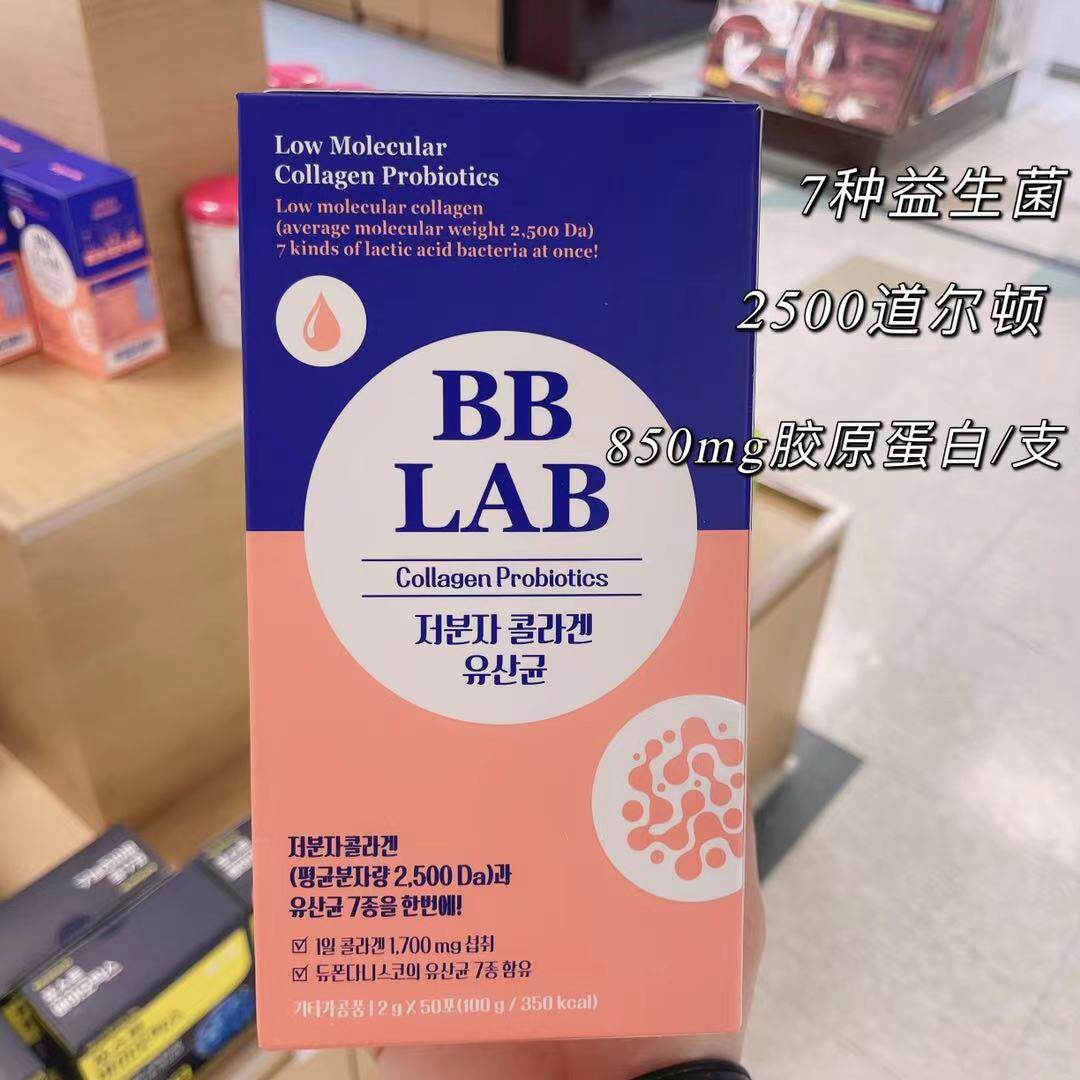 Low Molecular
Collagen Probiotics
Low molecular collagen
(average molecular weight 2,500 Da)
7 kinds of lactic acid bacteria at once!
7种益生菌
2500道尔顿
850mg胶原蛋白/支
BB
LAB
Collagen Probiotics
저분자 콜라겐
유산균
저분자콜라겐
(평균분자량 2,500 Da)과
유산균 7종을 한번에!
☑ 1일 콜라겐 1,700 mg 섭취
☑ 듀폰다니스코의 유산균 7종 함유
기타가공품 | 2 g X 50포(100 g / 350 kcal)
BB
LAB